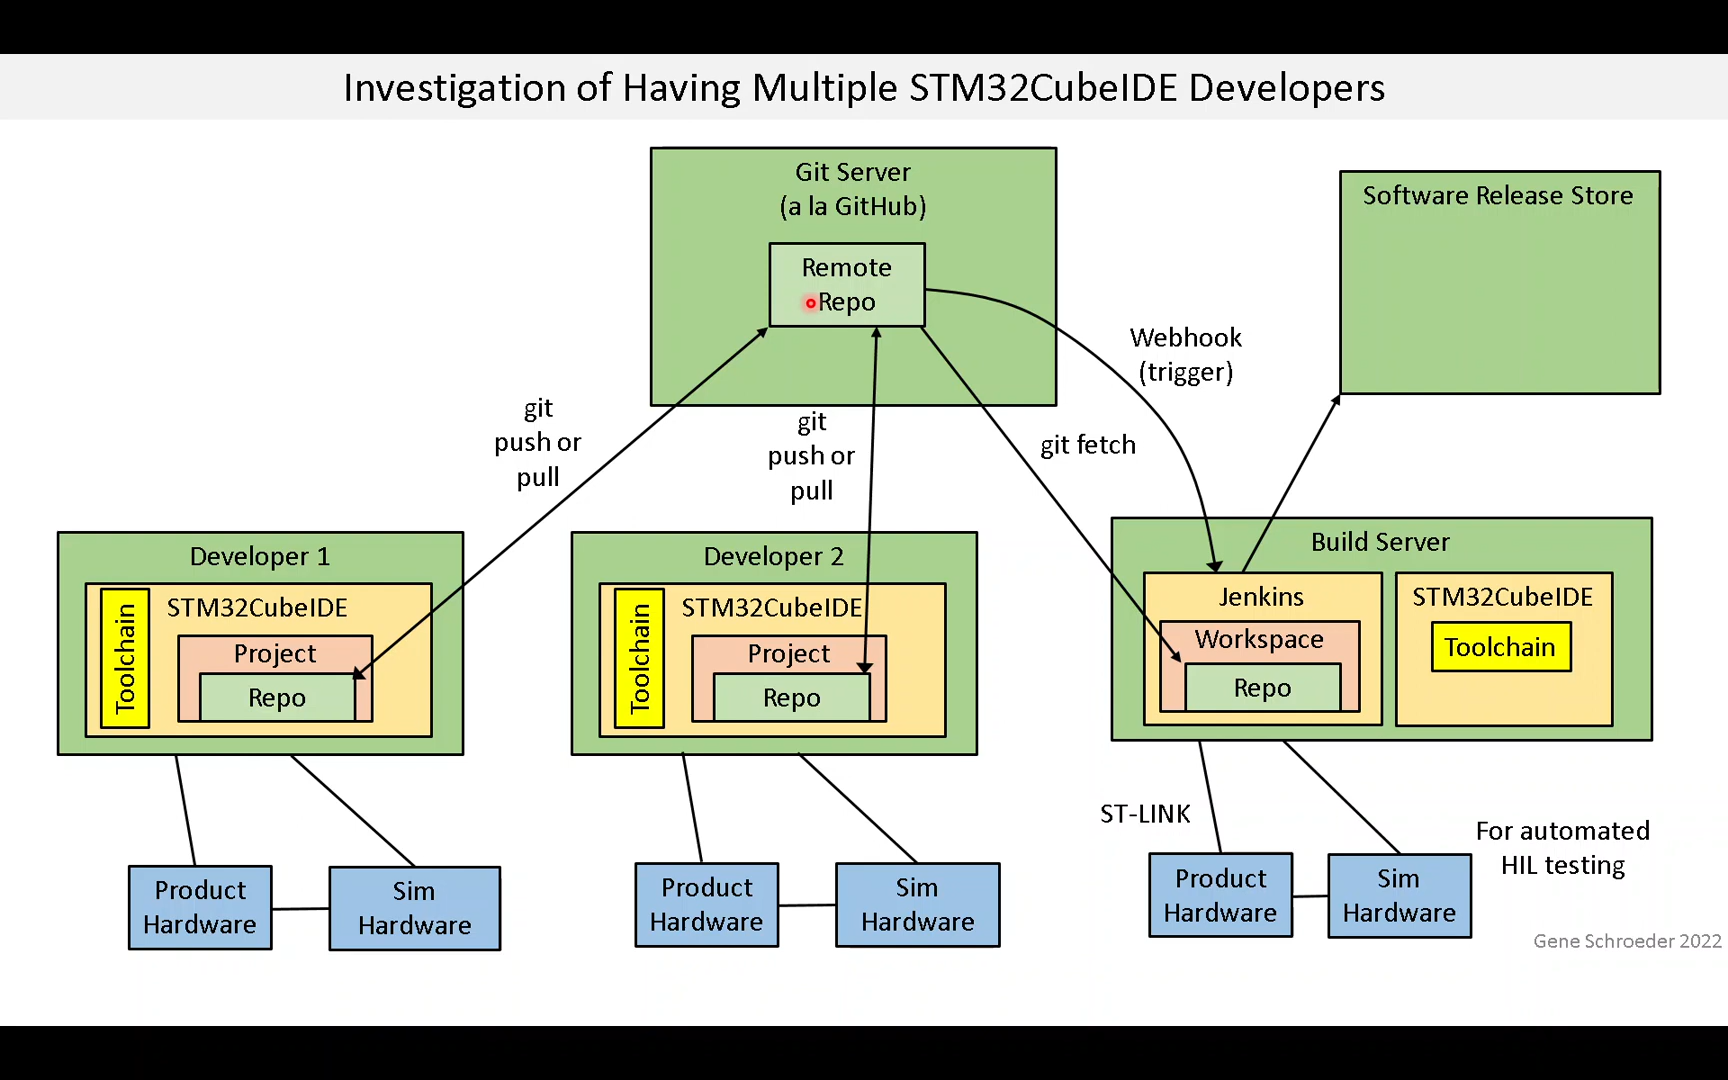 Investigation of Having Multiple STM32CubeIDE Developers
Git Server
(a la GitHub)
Remote
Repo
Software Release Store
Webhook
(trigger)
git
push or
pull
git
push or
pull
git fetch
Developer 1
STM32CubeIDE
Toolchain
Project
Repo
Developer 2
STM32CubeIDE
Toolchain
Project
Repo
Build Server
Jenkins
Workspace
Repo
STM32CubeIDE
Toolchain
Product
Hardware
Sim
Hardware
Product
Hardware
Sim
Hardware
ST-LINK
Product
Hardware
Sim
Hardware
For automated
HIL testing
Gene Schroeder 2022